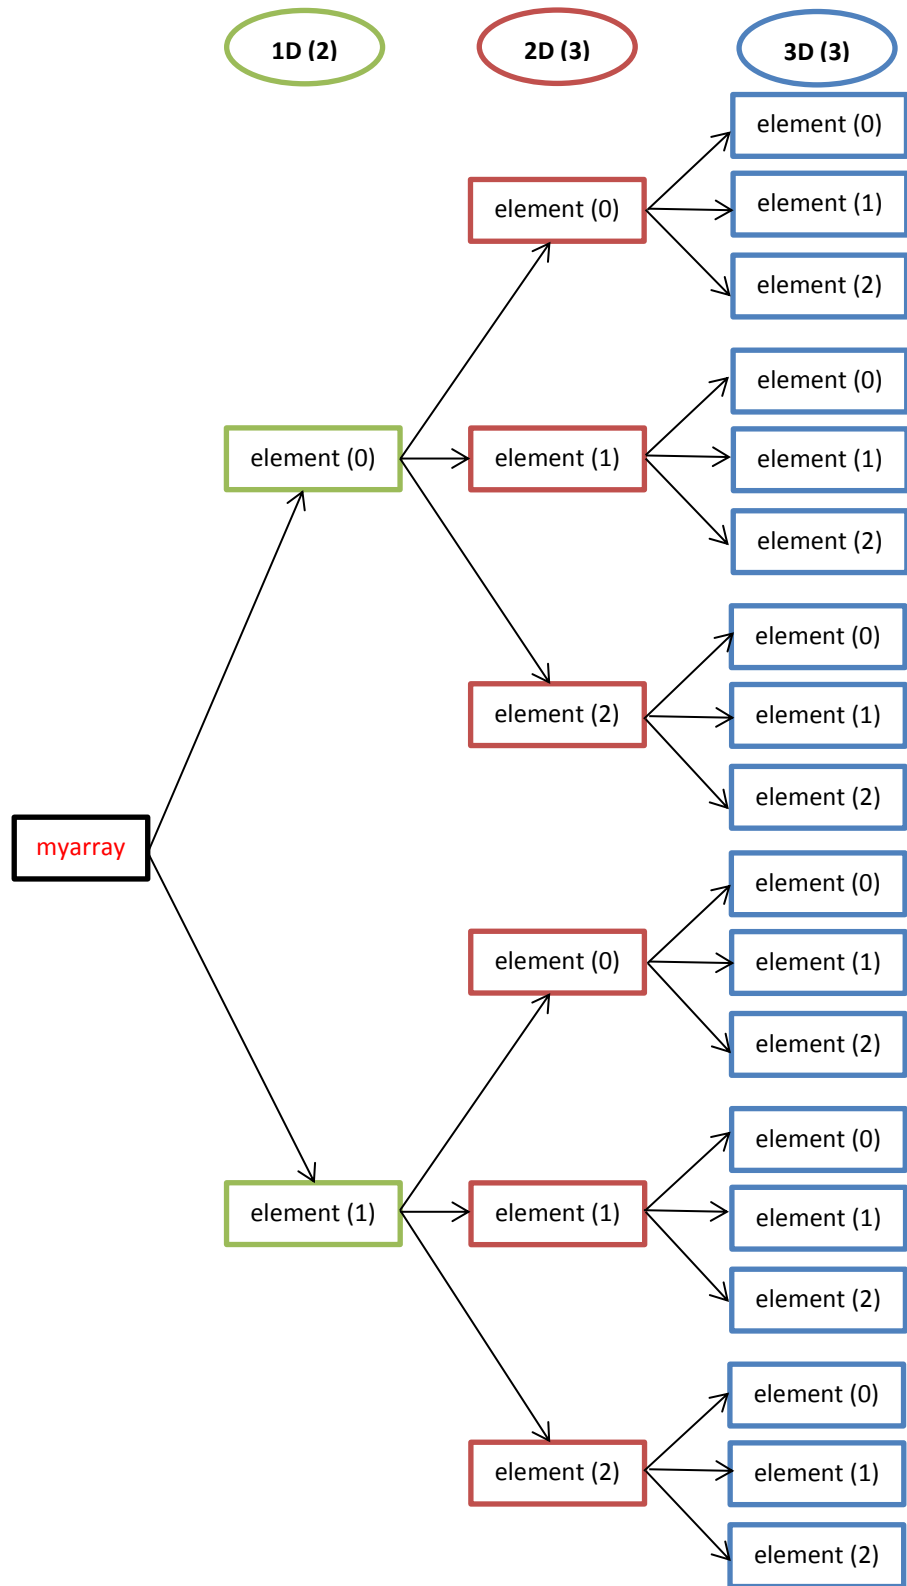 1D (2)
2D (3)
3D (3)
element (0)
element (0)
element (1)
element (2)
element (0)
element (0)
element (1)
element (1)
element (2)
element (0)
element (2)
element (1)
element (2)
myarray
element (0)
element (0)
element (1)
element (2)
element (0)
element (1)
element (1)
element (1)
element (2)
element (0)
element (2)
element (1)
element (2)